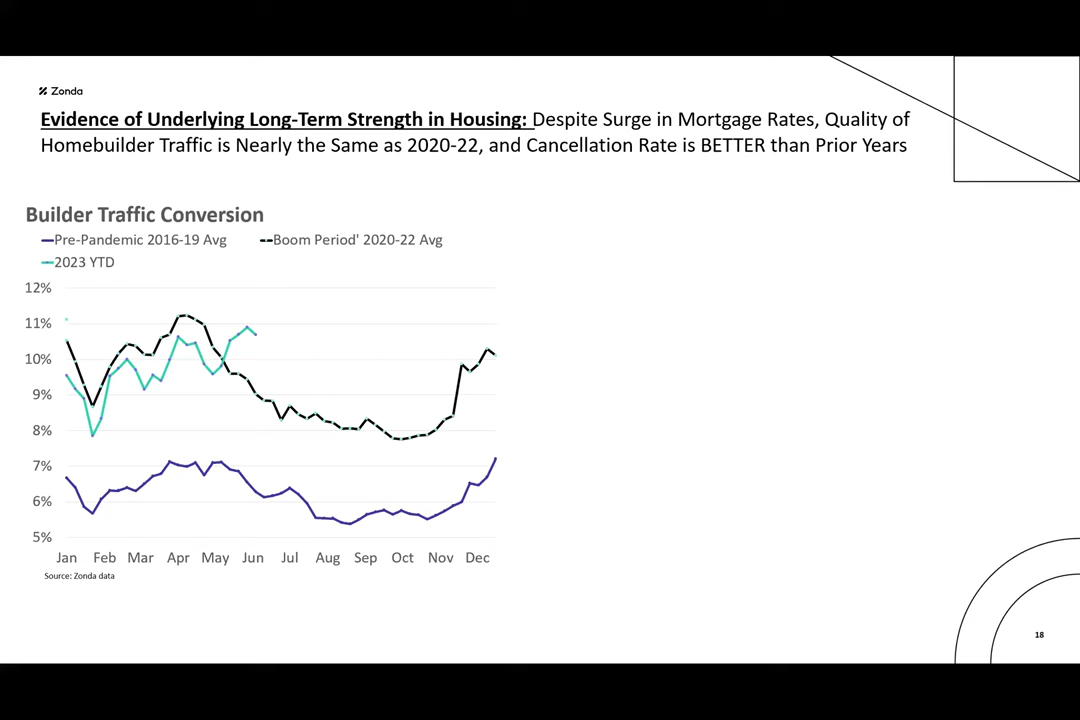 Zonda
Evidence of Underlying Long-Term Strength in Housing: Despite Surge in Mortgage Rates, Quality of
Homebuilder Traffic is Nearly the Same as 2020-22, and Cancellation Rate is BETTER than Prior Years
Builder Traffic Conversion
Pre-Pandemic 2016-19 Avg
Boom Period' 2020-22 Avg
2023 YTD
12%
11%
10%
9%
8%
7%
6%
5%
Jan Feb Mar Apr May Jun Jul Aug Sep Oct Nov Dec
Source: Zonda data
18